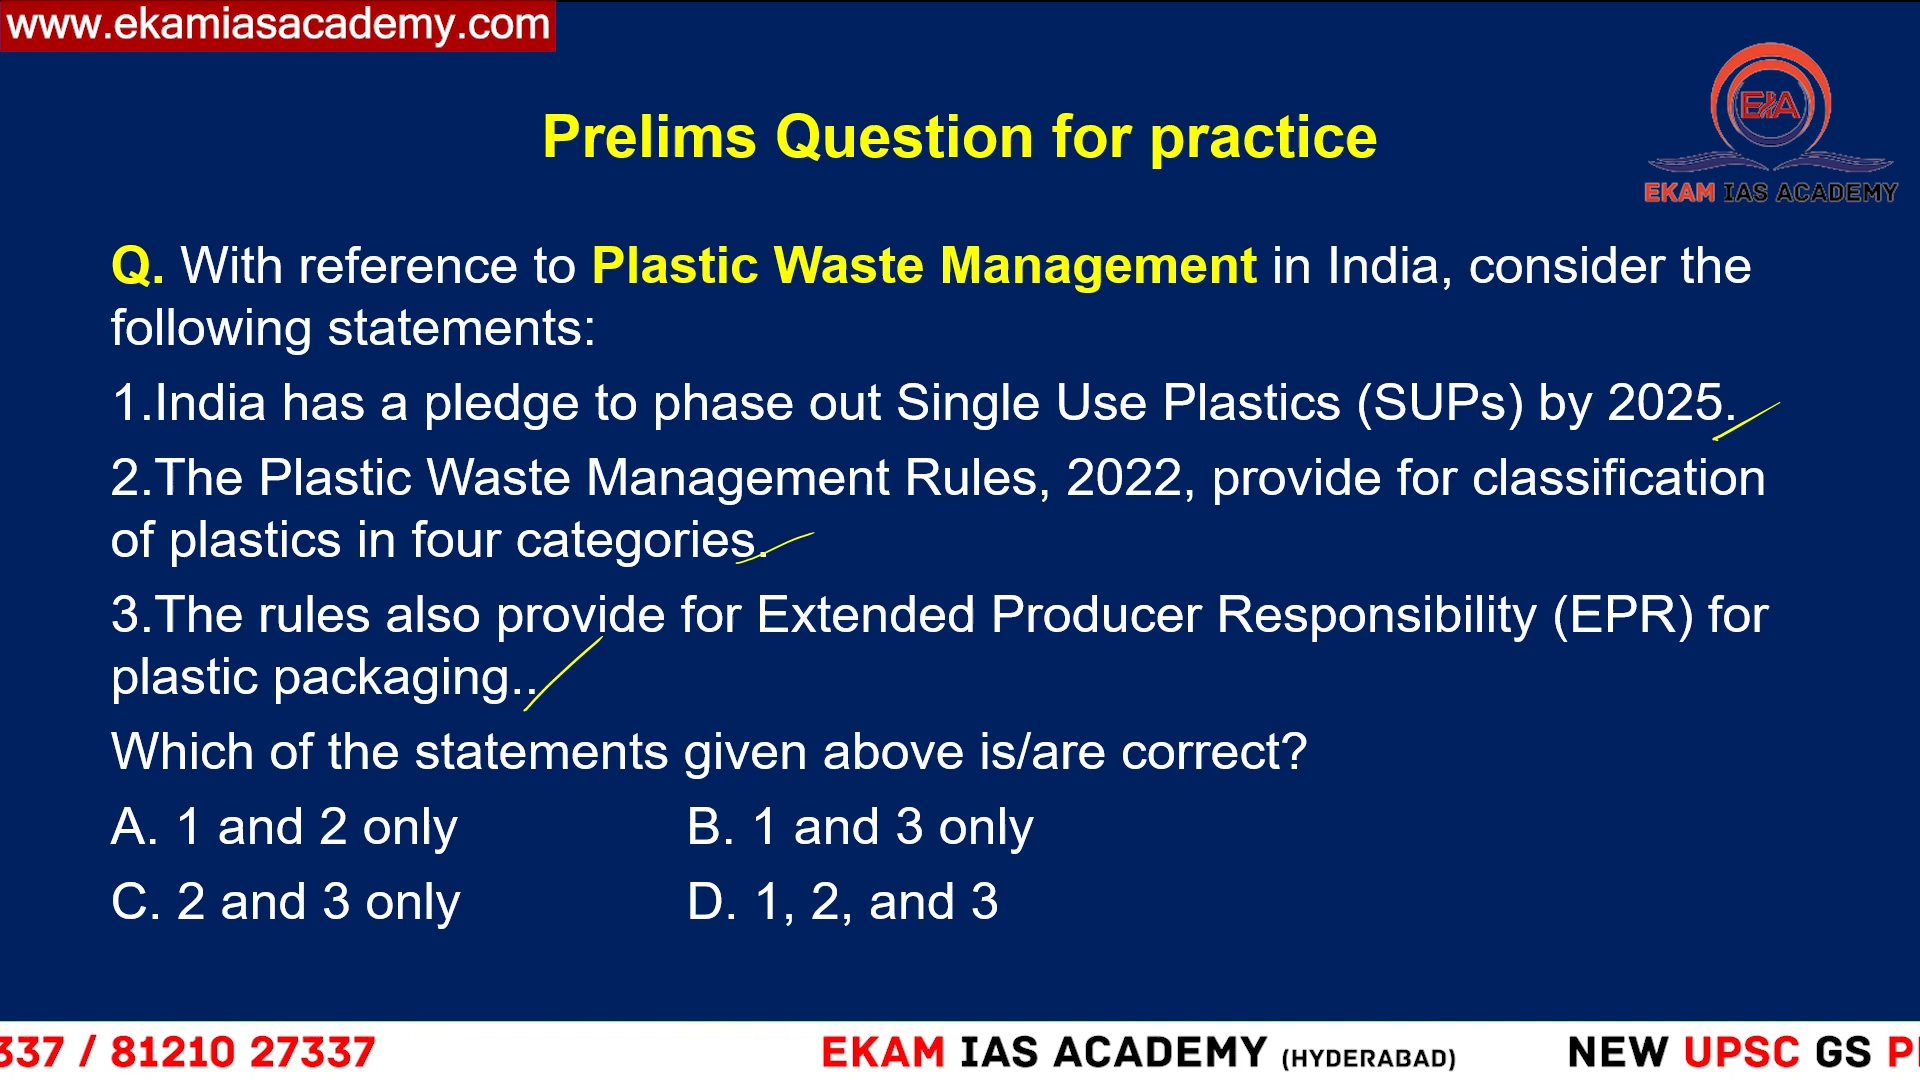 www.ekamiasacademy.com
EIA
EKAM IAS ACADEMY
Prelims Question for practice
Q. With reference to Plastic Waste Management in India, consider the
following statements:
1.India has a pledge to phase out Single Use Plastics (SUPs) by 2025.
2.The Plastic Waste Management Rules, 2022, provide for classification
of plastics in four categories.
3.The rules also provide for Extended Producer Responsibility (EPR) for
plastic packaging..
Which of the statements given above is/are correct?
A. 1 and 2 only B. 1 and 3 only
C. 2 and 3 only D. 1, 2, and 3
337 / 81210 27337 EKAM IAS ACADEMY (HYDERABAD) NEW UPSC GS